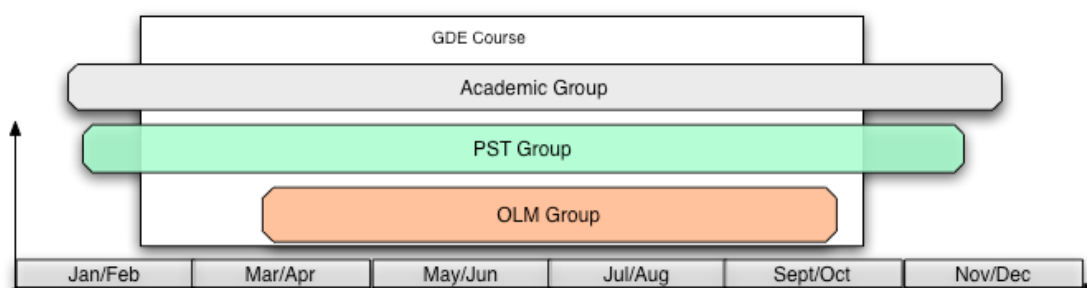 GDE Course
Academic Group
PST Group
OLM Group
Jan/Feb Mar/Apr May/Jun Jul/Aug Sept/Oct Nov/Dec